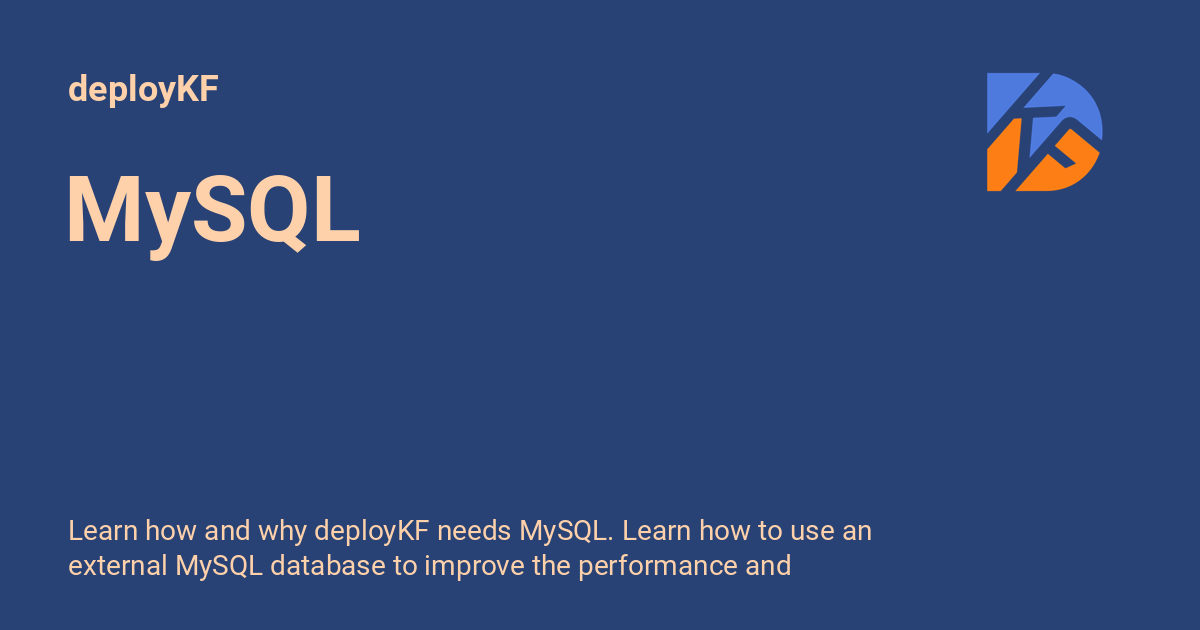 deployKF
MySQL
Learn how and why deployKF needs MySQL. Learn how to use an
external MySQL database to improve the performance and